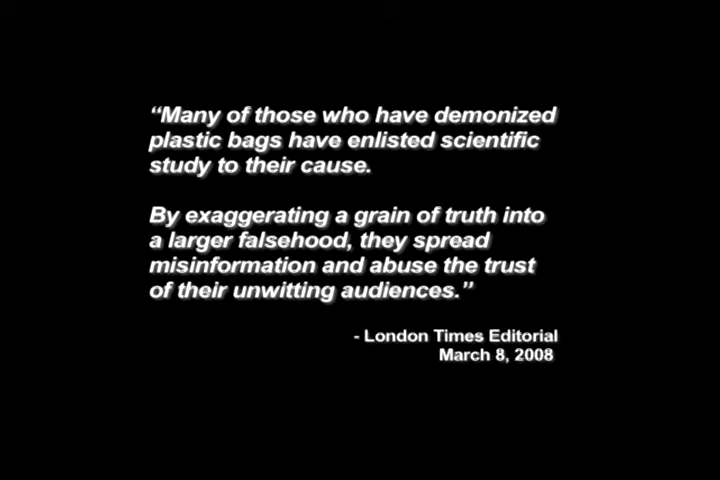 “Many of those who have demonized
plastic bags have enlisted scientific
study to their cause.
By exaggerating a grain of truth into
a larger falsehood, they spread
misinformation and abuse the trust
of their unwitting audiences.”
- London Times Editorial
March 8, 2008